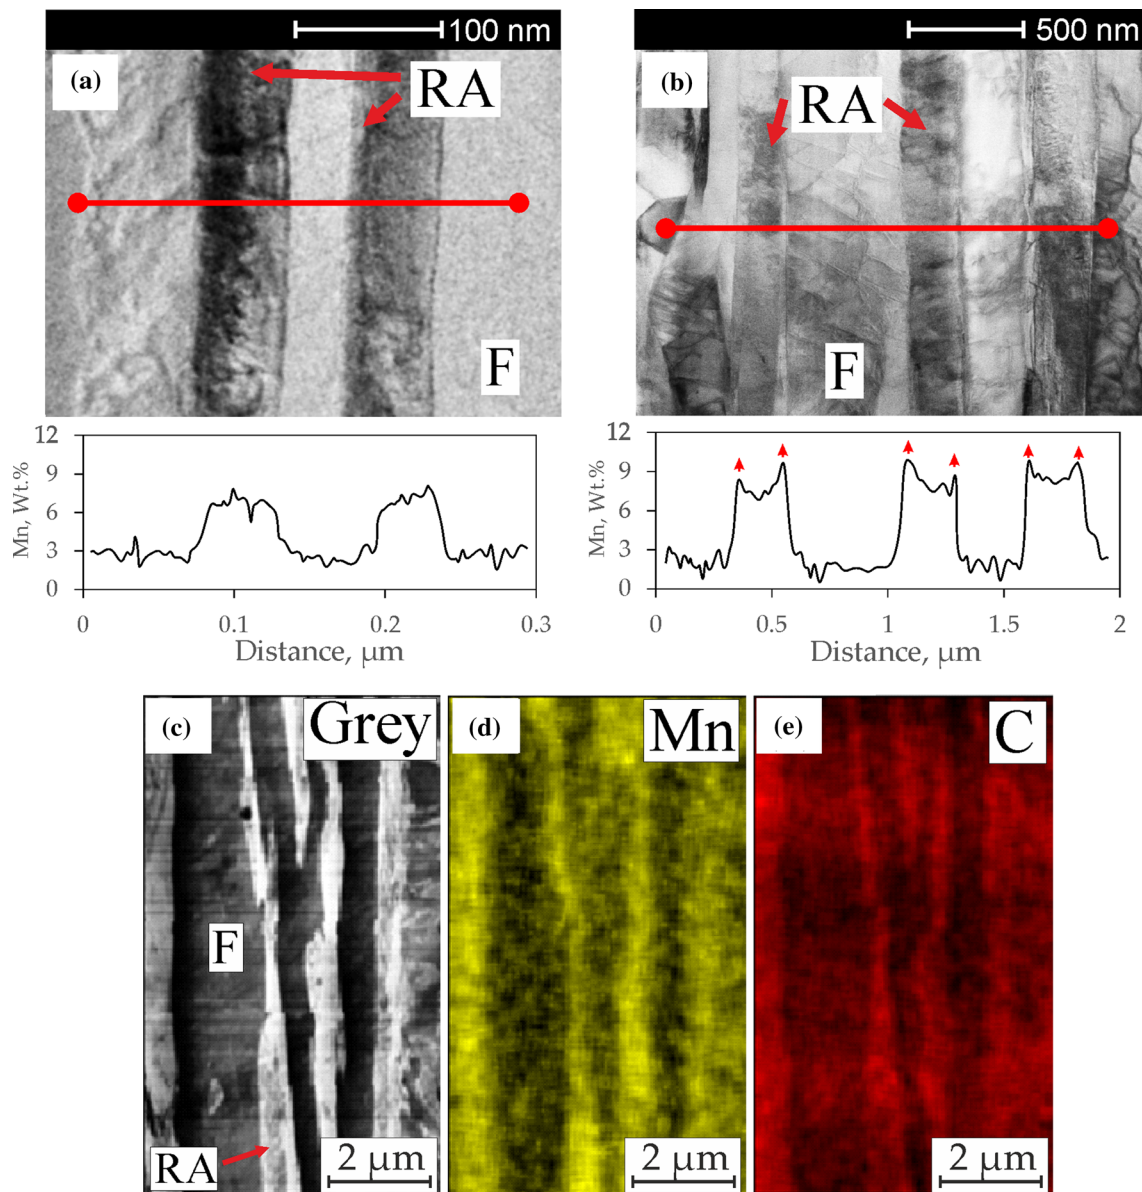 100 nm
(a)
RA
F
12
9
6
3
0
Mn, Wt.%
0
0.1
0.2
0.3
Distance, μm
500 nm
(b)
RA
F
12
9
6
3
0
Mn, Wt.%
0
0.5
1
1.5
2
Distance, μm
(c)
Grey
F
RA
2 μm
(d)
Mn
2 μm
(e)
C
2 μm